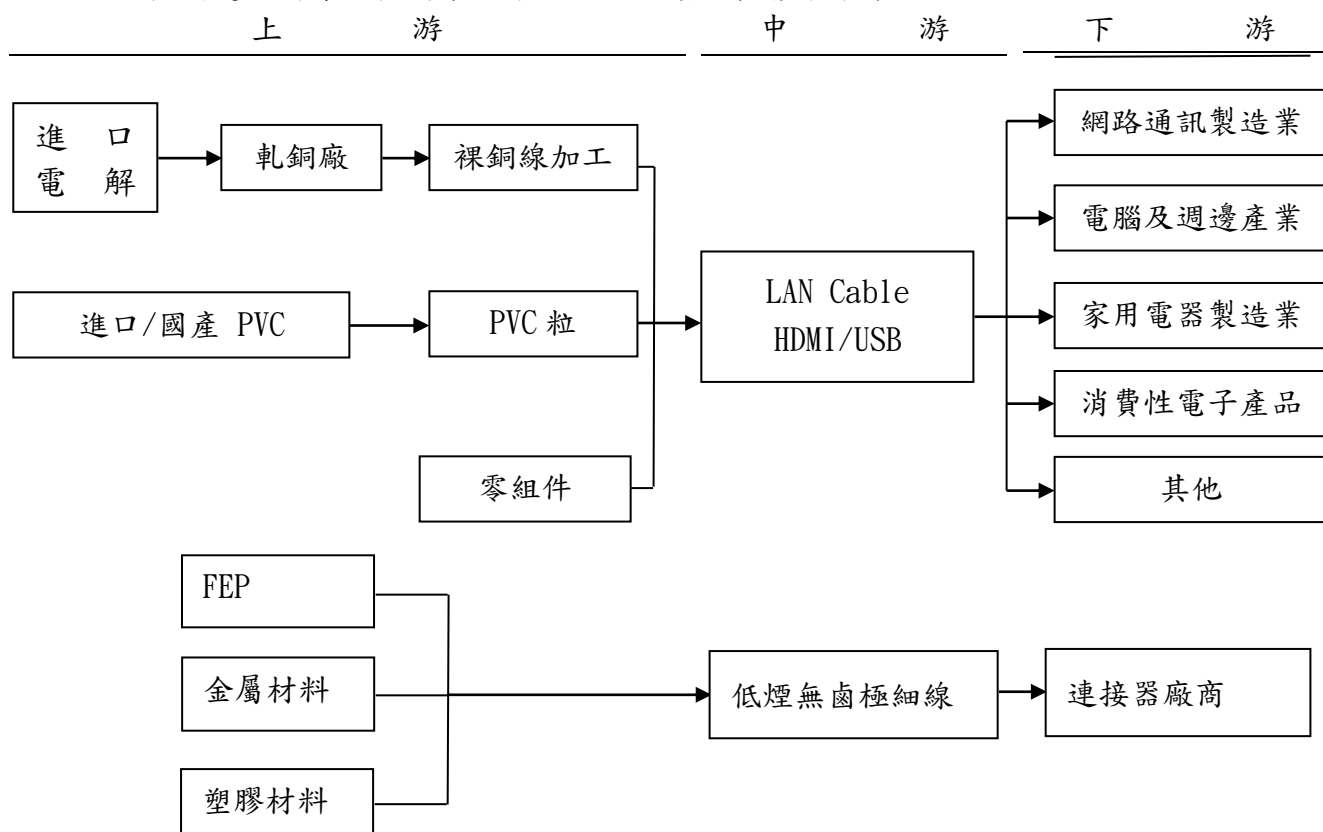 上 游 中 游 下 游
進 口
電 解
軋銅廠
裸銅線加工
進口/國產 PVC
PVC 粒
零組件
LAN Cable
HDMI/USB
網路通訊製造業
電腦及週邊產業
家用電器製造業
消費性電子產品
其他
FEP
金屬材料
塑膠材料
低煙無鹵極細線
連接器廠商